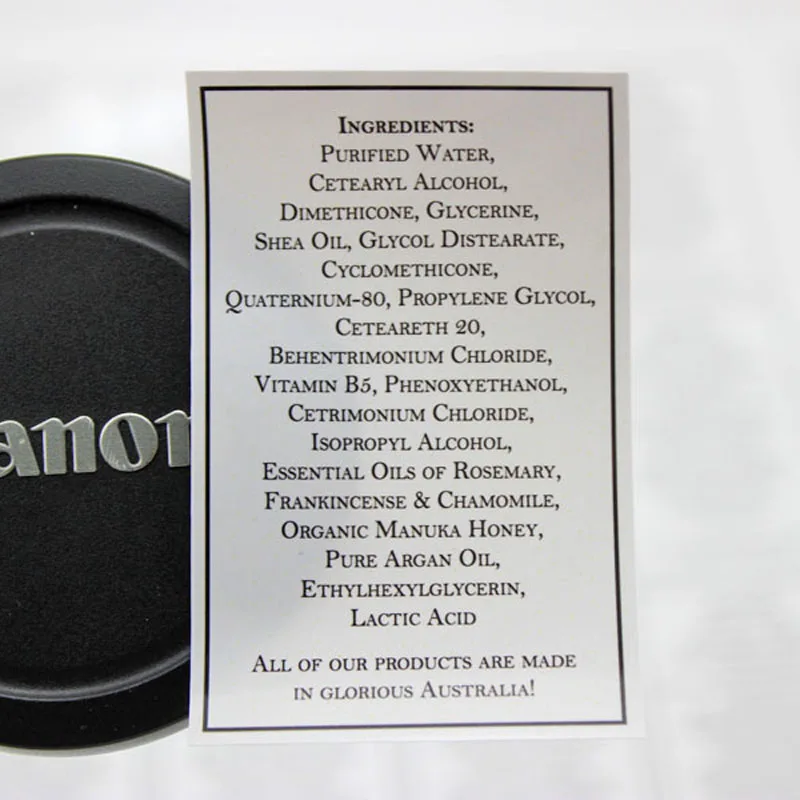 INGREDIENTS:
PURIFIED WATER,
CETEARYL ALCOHOL,
DIMETHICONE, GLYCERINE,
SHEA OIL, GLYCOL DISTEARATE,
CYCLOMETHICONE,
QUATERNIUM-80, PROPYLENE GLYCOL,
CETEARETH 20,
BEHENTRIMONIUM CHLORIDE,
VITAMIN B5, PHENOXYETHANOL,
CETRIMONIUM CHLORIDE,
ISOPROPYL ALCOHOL,
ESSENTIAL OILS OF ROSEMARY,
FRANKINCENSE & CHAMOMILE,
ORGANIC MANUKA HONEY,
PURE ARGAN OIL,
ETHYLHEXYLGLYCERIN,
LACTIC ACID
ALL OF OUR PRODUCTS ARE MADE
IN GLORIOUS AUSTRALIA!
anon